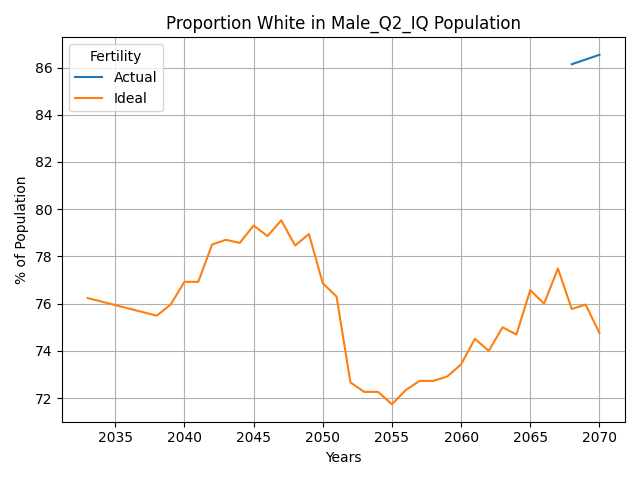 Proportion White in Male_Q2_IQ Population
Fertility
Actual
Ideal
% of Population
86
84
82
80
78
76
74
72
2035 2040 2045 2050 2055 2060 2065 2070
Years